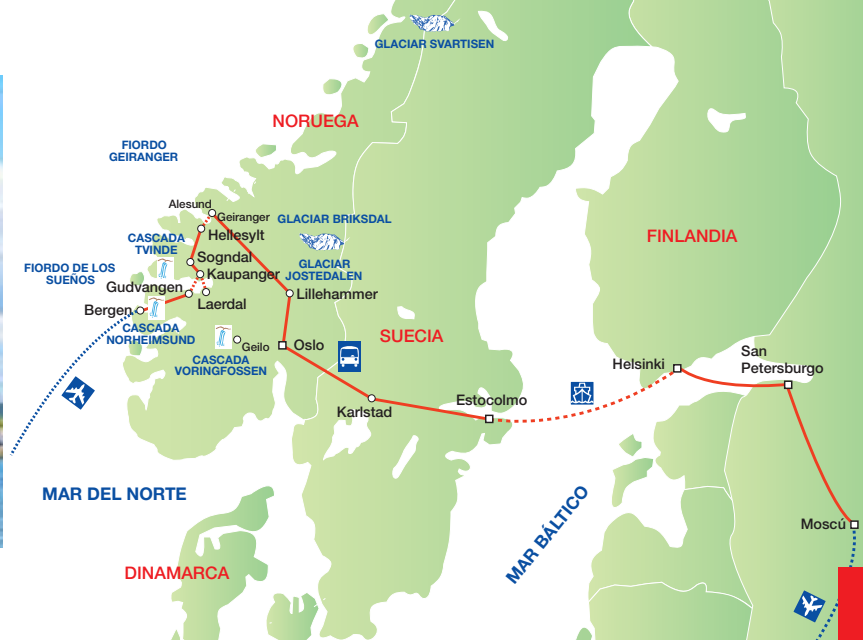 GLACIAR SVARTISEN
NORUEGA
FIORDO
GEIRANGER
Alesund
Geiranger
GLACIAR BRIKSDAL
Hellesylt
CASCADA
TVINDE
FINLANDIA
Sogndal
GLACIAR
JOSTEDALEN
FIORDO DE LOS
SUEÑOS
Kaupanger
Gudvangen
Lillehammer
Laerdal
Bergen
CASCADA
NORHEIMSUND
SUECIA
Geilo
Oslo
CASCADA
VORINGFOSSEN
Helsinki
San
Petersburgo
Karlstad
Estocolmo
MAR DEL NORTE
MAR BÁLTICO
Moscú
DINAMARCA